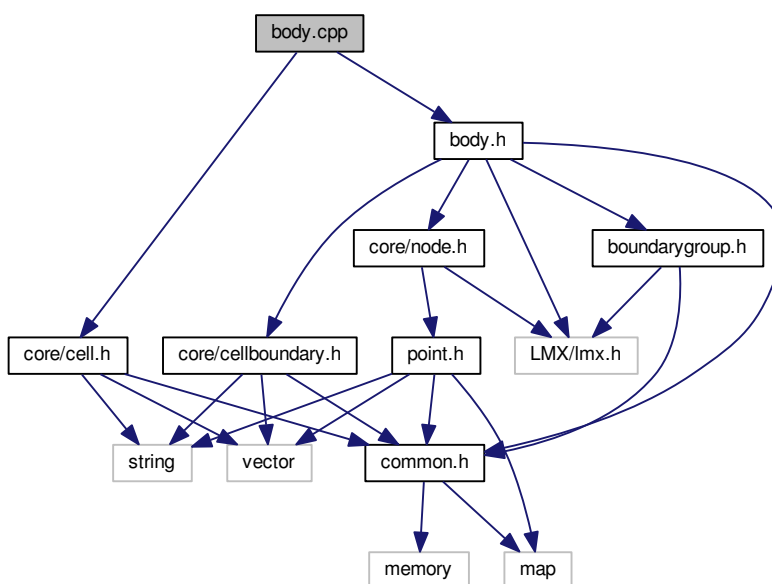 body.cpp
body.h
core/node.h
boundarygroup.h
core/cell.h
core/cellboundary.h
point.h
LMX/lmx.h
string
vector
common.h
memory
map